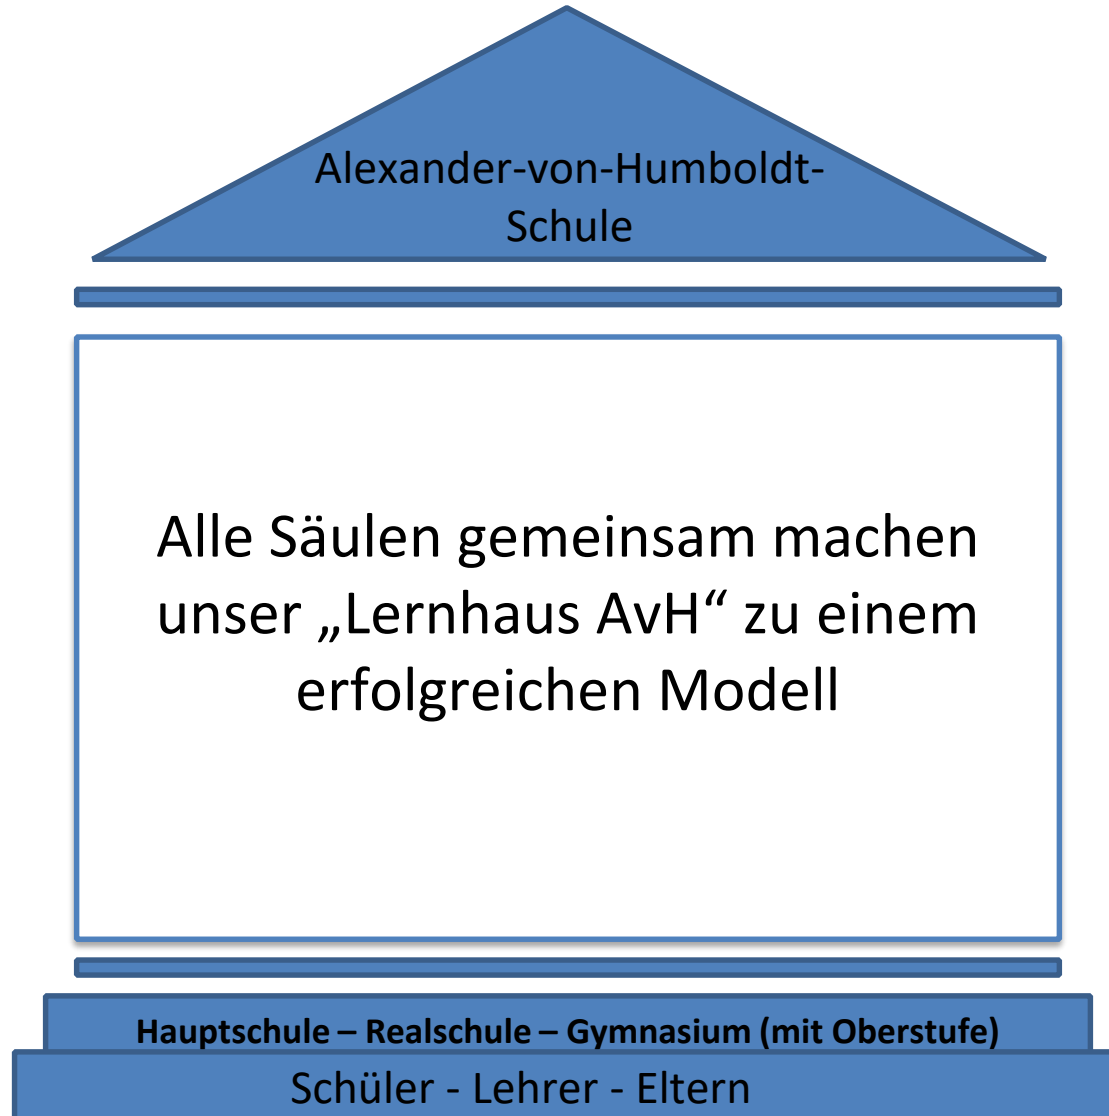 Alexander-von-Humboldt-
Schule
Alle Säulen gemeinsam machen
unser „Lernhaus AvH“ zu einem
erfolgreichen Modell
Hauptschule – Realschule – Gymnasium (mit Oberstufe)
Schüler - Lehrer - Eltern